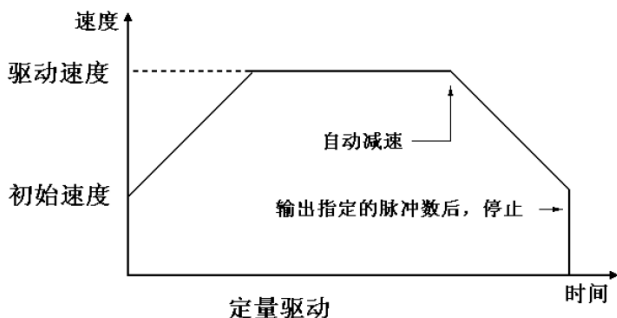 速度
驱动速度
自动减速
初始速度
输出指定的脉冲数后，停止
时间
定量驱动